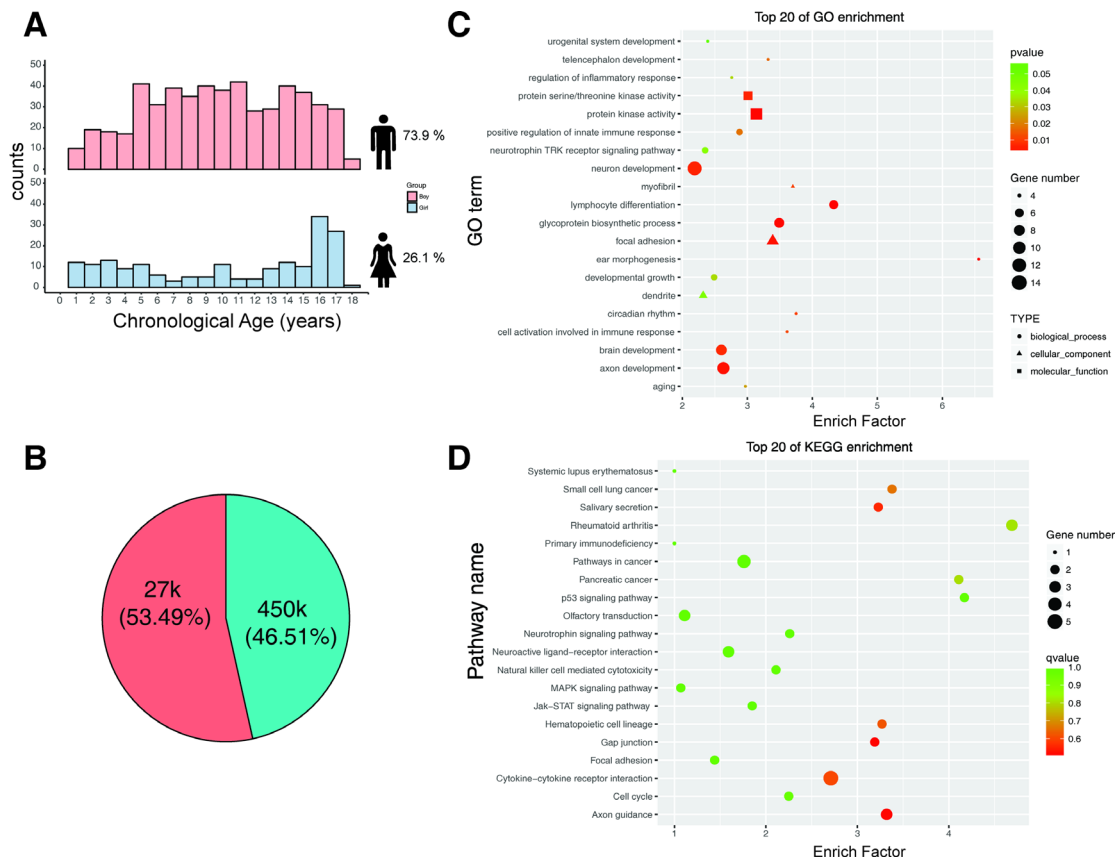 A
counts
50
40
30
20
10
0
73.9 %
Group
Boy
Girl
50
40
30
20
10
0
26.1 %
0 1 2 3 4 5 6 7 8 9 10 11 12 13 14 15 16 17 18
Chronological Age (years)
B
27k
(53.49%)
450k
(46.51%)
C
Top 20 of GO enrichment
GO term
urogenital system development
telencephalon development
regulation of inflammatory response
protein serine/threonine kinase activity
protein kinase activity
positive regulation of innate immune response
neurotrophin TRK receptor signaling pathway
neuron development
myofibril
lymphocyte differentiation
glycoprotein biosynthetic process
focal adhesion
ear morphogenesis
developmental growth
dendrite
circadian rhythm
cell activation involved in immune response
brain development
axon development
aging
2 3 4 5 6
Enrich Factor
pvalue
0.05
0.04
0.03
0.02
0.01
Gene number
4
6
8
10
12
14
TYPE
biological_process
cellular_component
molecular_function
D
Top 20 of KEGG enrichment
Pathway name
Systemic lupus erythematosus
Small cell lung cancer
Salivary secretion
Rheumatoid arthritis
Primary immunodeficiency
Pathways in cancer
Pancreatic cancer
p53 signaling pathway
Olfactory transduction
Neurotrophin signaling pathway
Neuroactive ligand−receptor interaction
Natural killer cell mediated cytotoxicity
MAPK signaling pathway
Jak−STAT signaling pathway
Hematopoietic cell lineage
Gap junction
Focal adhesion
Cytokine−cytokine receptor interaction
Cell cycle
Axon guidance
1 2 3 4
Enrich Factor
Gene number
1
2
3
4
5
qvalue
1.0
0.9
0.8
0.7
0.6